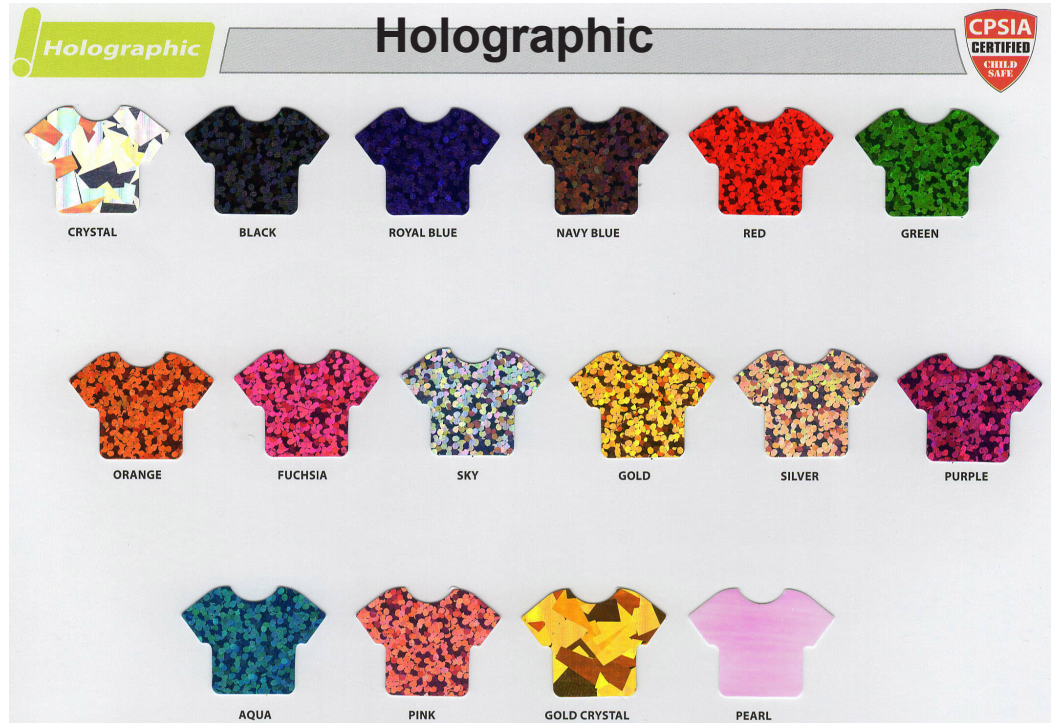 Holographic
Holographic
CPSIA
CERTIFIED
CHILD
SAFE
CRYSTAL
BLACK
ROYAL BLUE
NAVY BLUE
RED
GREEN
ORANGE
FUCHSIA
SKY
GOLD
SILVER
PURPLE
AQUA
PINK
GOLD CRYSTAL
PEARL